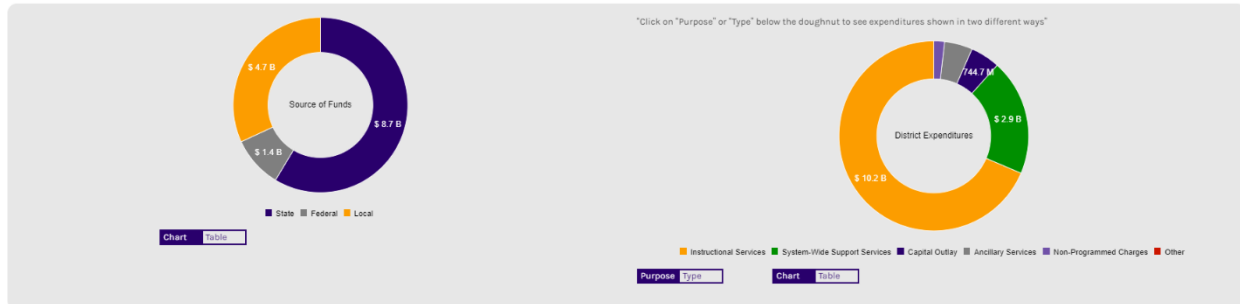 "Click on "Purpose" or "Type" below the doughnut to see expenditures shown in two different ways"
$ 4.7 B
Source of Funds
$ 8.7 B
$ 1.4 B
State Federal Local
Chart Table
744.7 M
$ 2.9 B
District Expenditures
$ 10.2 B
Instructional Services System-Wide Support Services Capital Outlay Ancillary Services Non-Programmed Charges Other
Purpose Type Chart Table